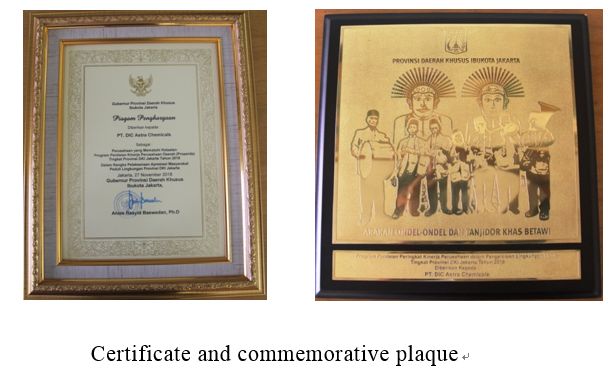 Gubernur Provinsi Daerah Khusus
Ibukota Jakarta
Piagam Penghargaan
Diberikan kepada
PT. DIC Astra Chemicals
Sebagai
Perusahaan yang Memenuhi Ketaatan
Program Penilaian Kinerja Perusahaan Daerah
Tingkat Provinsi DKI Jakarta Tahun 2018
Dalam Rangka Pelaksanaan Apresiasi Masyarakat
Peduli Lingkungan Provinsi DKI Jakarta
Jakarta, 27 November 2018
Gubernur Provinsi Daerah Khusus
Ibukota Jakarta,
Anies Rasyid Baswedan, Ph.D
PROVINSI DAERAH KHUSUS IBUKOTA JAKARTA
ARAKAN ONDEL-ONDEL DAN TANJIDOR KHAS BETAWI
Program Penilaian Peringkat Kinerja Perusahaan dalam Pengelolaan
Tingkat Provinsi DKI Jakarta Tahun 2018
Diberikan Kepada
PT. DIC Astra Chemicals
Certificate and commemorative plaque